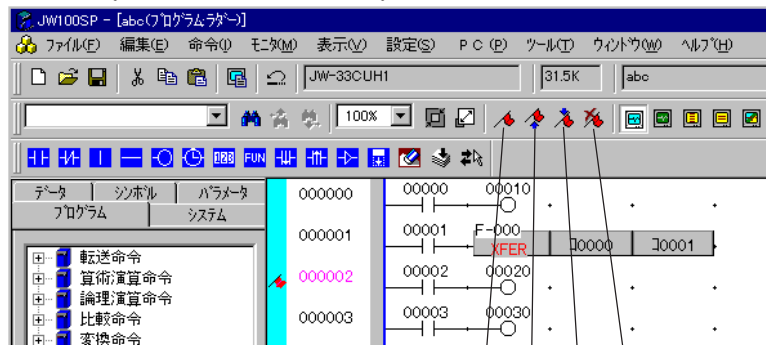 JW100SP - [abc(ﾌﾟﾛｸﾞﾗﾑﾗﾀﾞｰ)]
ﾌｧｲﾙ(F) 編集(E) 命令(I) ﾓﾆﾀ(M) 表示(V) 設定(S) ＰＣ(P) ﾂｰﾙ(T) ｳｨﾝﾄﾞｳ(W) ﾍﾙﾌﾟ(H)
JW-33CUH1 31.5K abc
100%
123 FUN
ﾃﾞｰﾀ ｼﾝﾎﾞﾙ ﾊﾟﾗﾒｰﾀ
ﾌﾟﾛｸﾞﾗﾑ ｼｽﾃﾑ
転送命令
算術演算命令
論理演算命令
比較命令
変換命令
000000 00000 00010
000001 00001 F-000 XFER ｺ0000 ｺ0001
000002 00002 00020
000003 00003 00030